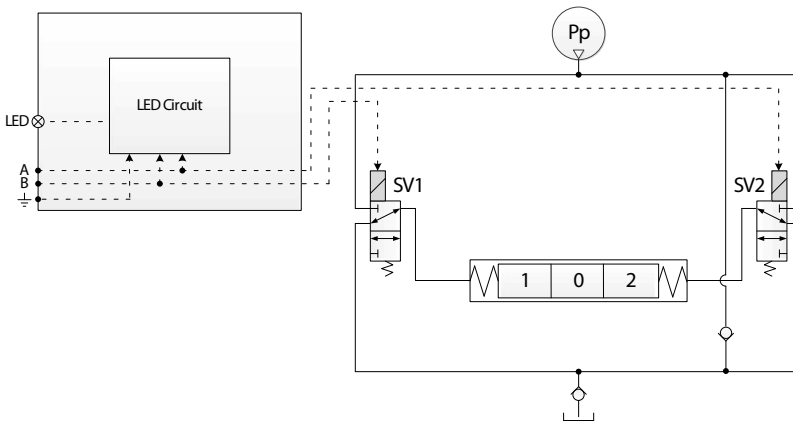 Pp
LED Circuit
LED
A
B
SV1
SV2
1 0 2